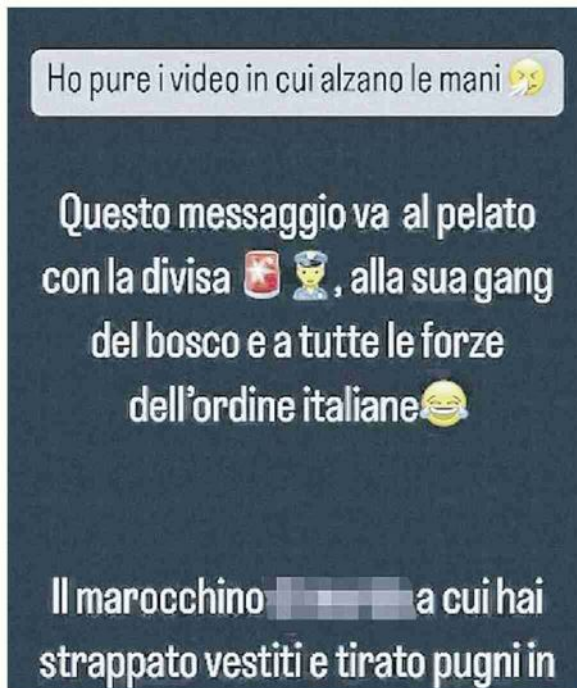 Ho pure i video in cui alzano le mani 🤧
Questo messaggio va al pelato
con la divisa 🚨👮, alla sua gang
del bosco e a tutte le forze
dell'ordine italiane😂
Il marocchino a cui hai
strappato vestiti e tirato pugni in